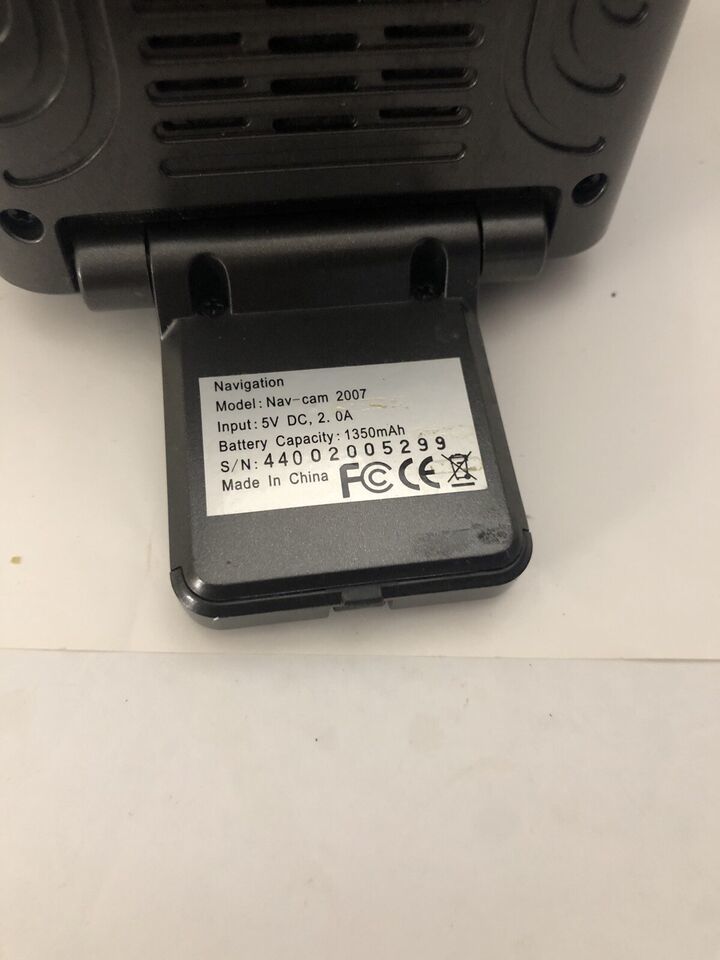 Navigation
Model: Nav-cam 2007
Input: 5V DC, 2. 0A
Battery Capacity: 1350mAh
S/N: 44002005299
Made In China FC CE